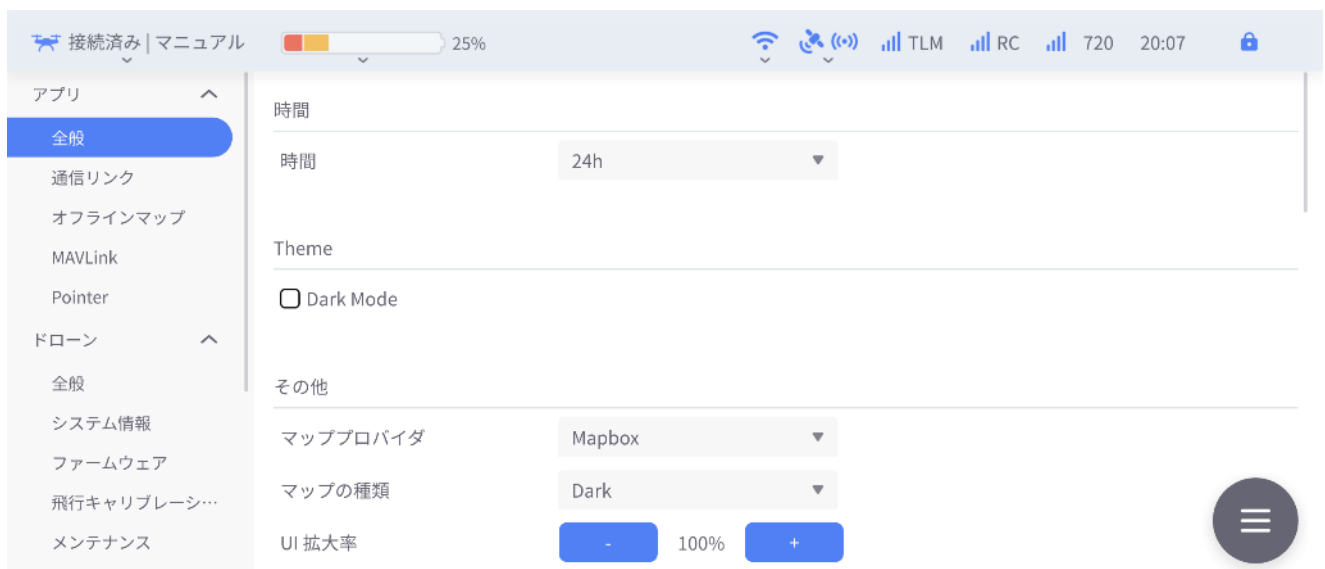 接続済み | マニュアル 25% TLM RC 720 20:07
アプリ
全般
通信リンク
オフラインマップ
MAVLink
Pointer
ドローン
全般
システム情報
ファームウェア
飛行キャリブレーシ…
メンテナンス
時間
時間 24h
Theme
Dark Mode
その他
マッププロバイダ Mapbox
マップの種類 Dark
UI 拡大率 - 100% +